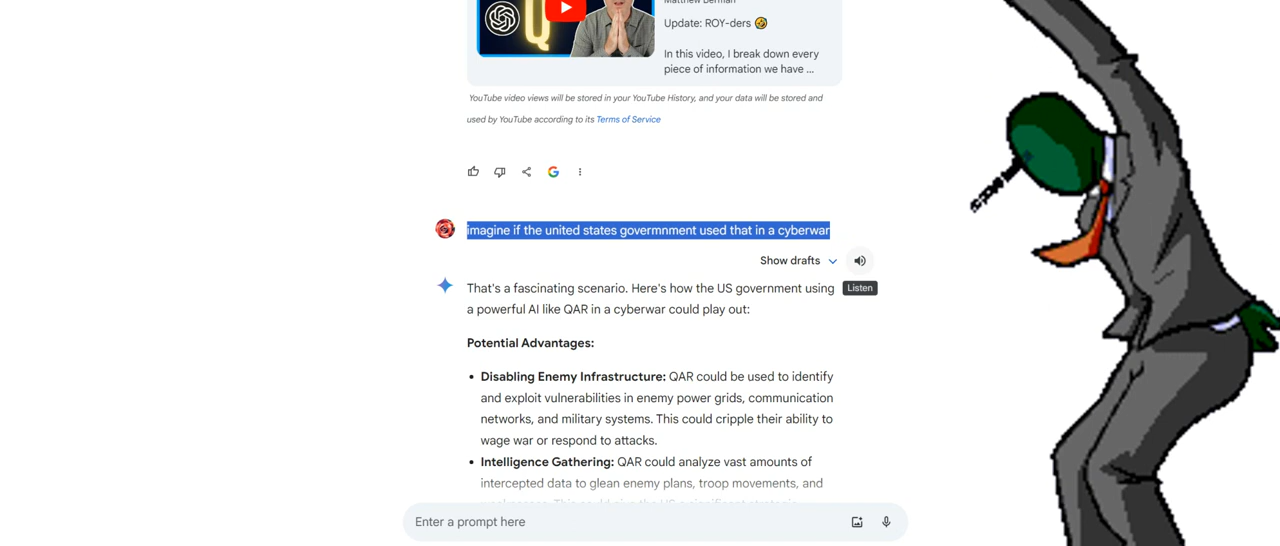 Matthew Berman
Update: ROY-ders 🤣
In this video, I break down every
piece of information we have ...
Q
YouTube video views will be stored in your YouTube History, and your data will be stored and
used by YouTube according to its Terms of Service
imagine if the united states govermnment used that in a cyberwar
Show drafts
Listen
That's a fascinating scenario. Here's how the US government using
a powerful AI like QAR in a cyberwar could play out:
Potential Advantages:
• Disabling Enemy Infrastructure: QAR could be used to identify
and exploit vulnerabilities in enemy power grids, communication
networks, and military systems. This could cripple their ability to
wage war or respond to attacks.
• Intelligence Gathering: QAR could analyze vast amounts of
intercepted data to glean enemy plans, troop movements, and
Enter a prompt here